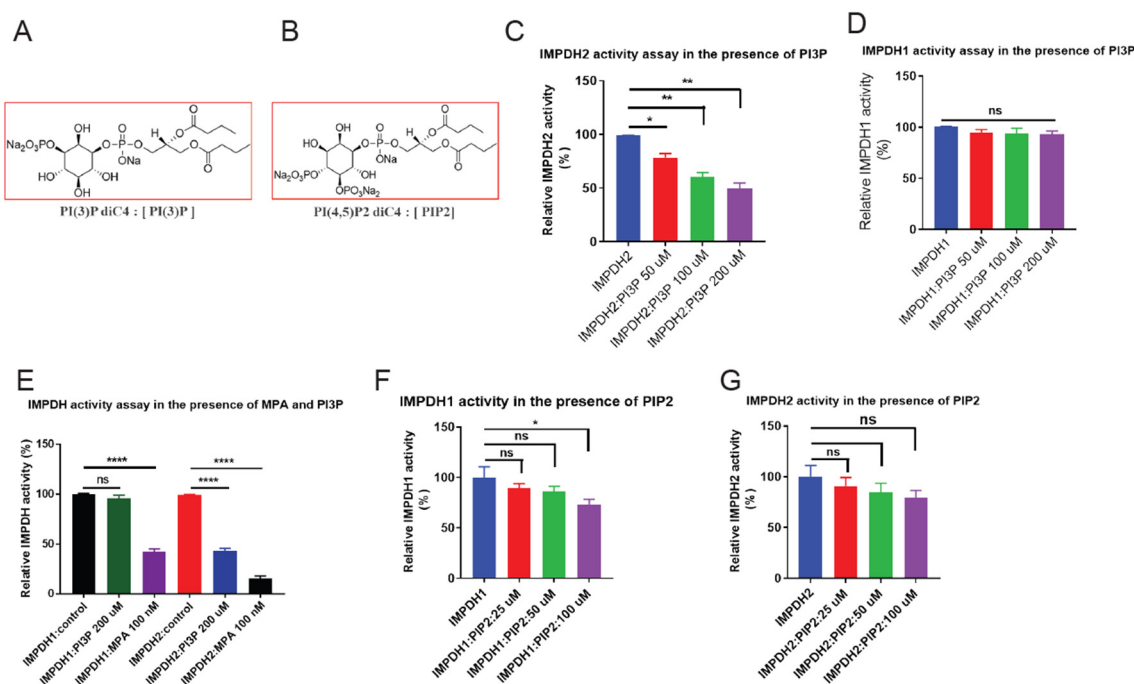 A
B
C
D
IMPDH2 activity assay in the presence of PI3P
IMPDH1 activity assay in the presence of PI3P
OH
OH
Na₂O₃PO
O
P
O
H
O
O
ONa
O
HO
OH
OH
O
PI(3)P diC4 : [ PI(3)P ]
OH
HO
O
P
O
H
O
O
ONa
O
Na₂O₃PO
OH
OPO₃Na₂
O
PI(4,5)P2 diC4 : [ PIP2]
Relative IMPDH2 activity
(%)
150
100
50
0
**
**
*
IMPDH2
IMPDH2:PI3P 50 uM
IMPDH2:PI3P 100 uM
IMPDH2:PI3P 200 uM
Relative IMPDH1 activity
(%)
150
100
50
0
ns
IMPDH1
IMPDH1:PI3P 50 uM
IMPDH1:PI3P 100 uM
IMPDH1:PI3P 200 uM
E
IMPDH activity assay in the presence of MPA and PI3P
Relative IMPDH activity (%)
150
100
50
0
****
ns
****
****
IMPDH1:control
IMPDH1:PI3P 200 uM
IMPDH1:MPA 100 nM
IMPDH2:control
IMPDH2:PI3P 200 uM
IMPDH2:MPA 100 nM
F
IMPDH1 activity in the presence of PIP2
Relative IMPDH1 activity
(%)
150
100
50
0
*
ns
ns
IMPDH1
IMPDH1:PIP2:25 uM
IMPDH1:PIP2:50 uM
IMPDH1:PIP2:100 uM
G
IMPDH2 activity in the presence of PIP2
Relative IMPDH2 activity
(%)
150
100
50
0
ns
ns
ns
IMPDH2
IMPDH2:PIP2:25 uM
IMPDH2:PIP2:50 uM
IMPDH2:PIP2:100 uM